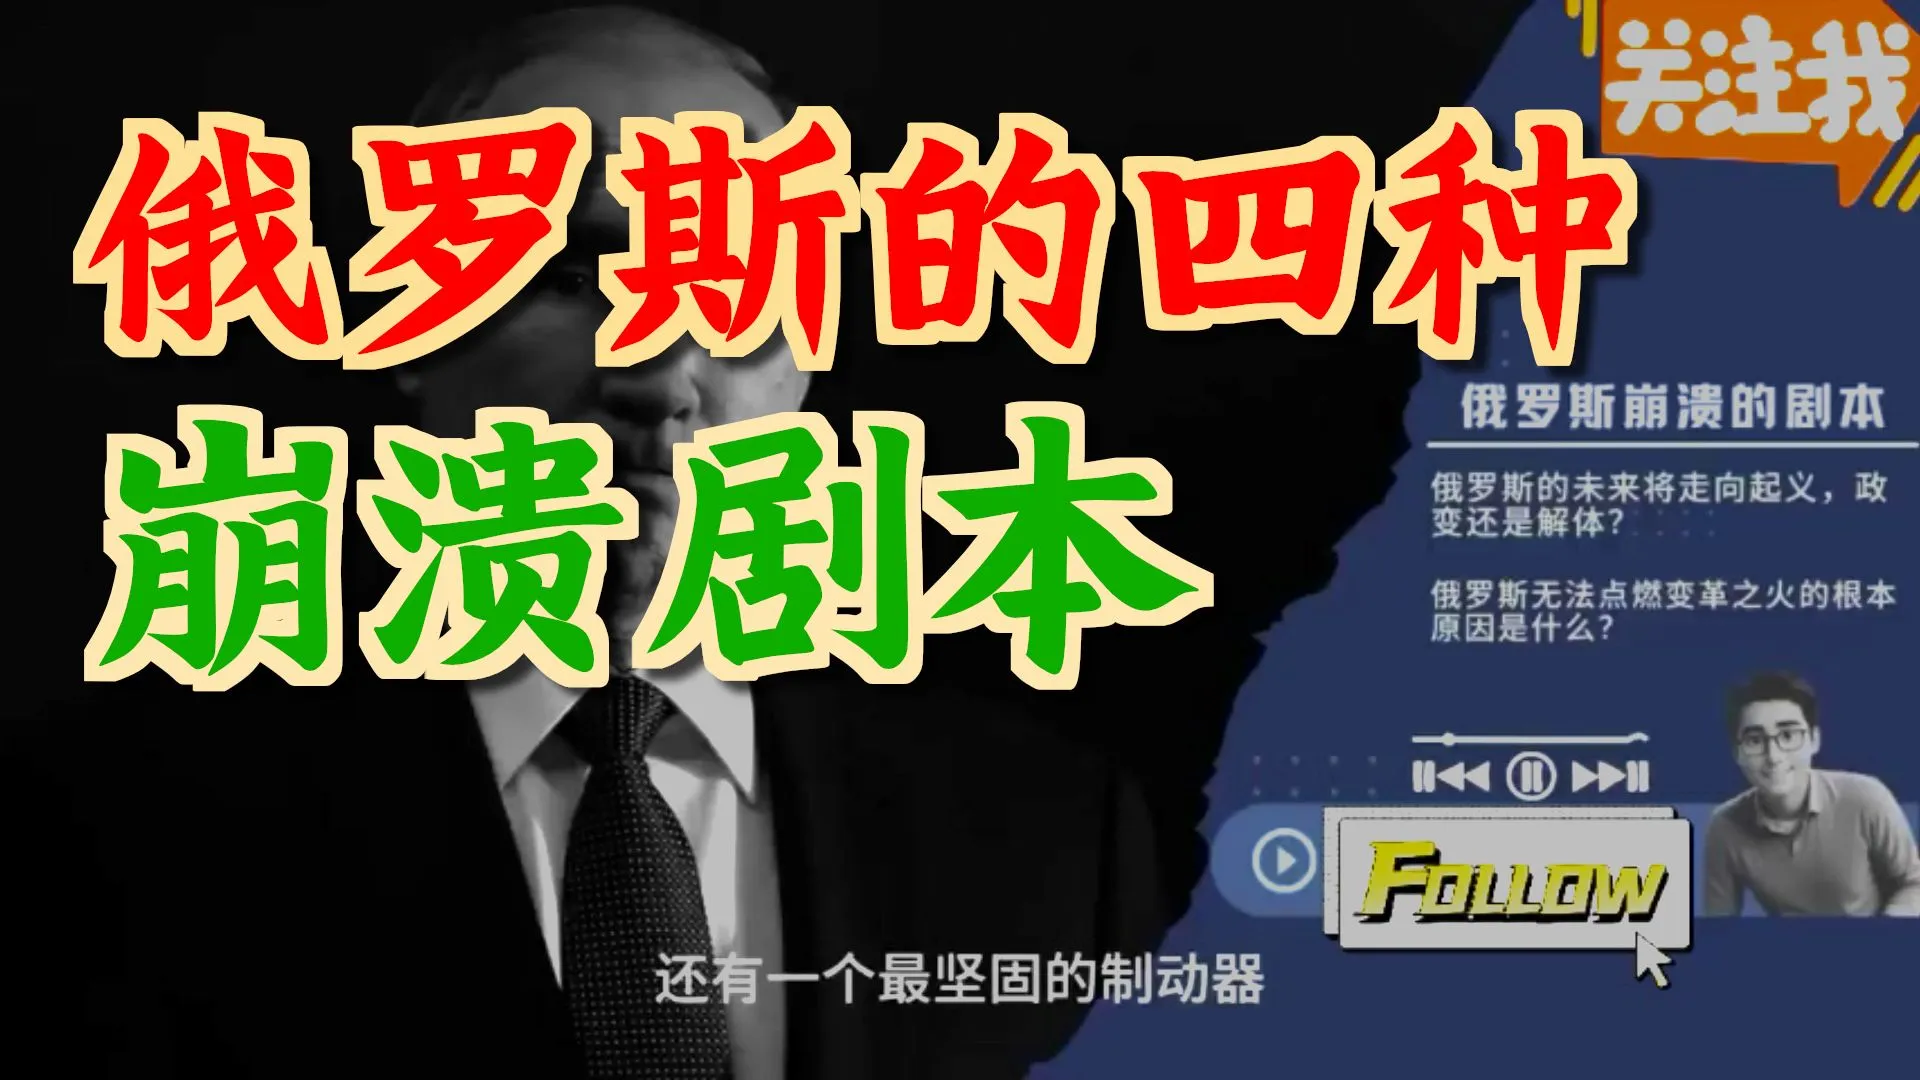 关注我
俄罗斯的四种
崩溃剧本
俄罗斯崩溃的剧本
俄罗斯的未来将走向起义，政
变还是解体？
俄罗斯无法点燃变革之火的根本
原因是什么？
FOLLOW
还有一个最坚固的制动器